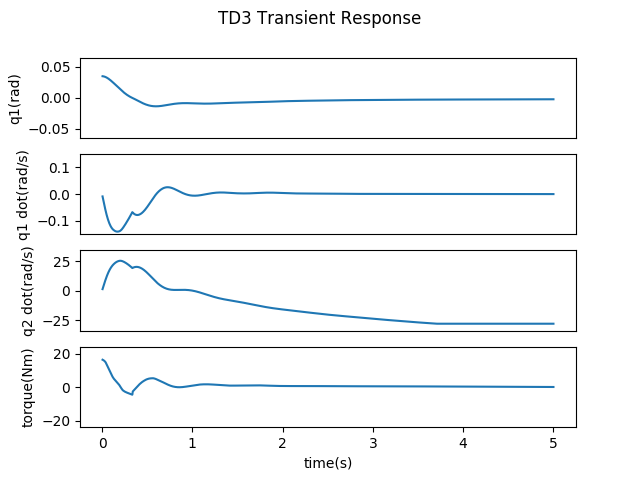 TD3 Transient Response
q1(rad)
0.05
0.00
−0.05
q1 dot(rad/s)
0.1
0.0
−0.1
q2 dot(rad/s)
25
0
−25
torque(Nm)
20
0
−20
0 1 2 3 4 5
time(s)